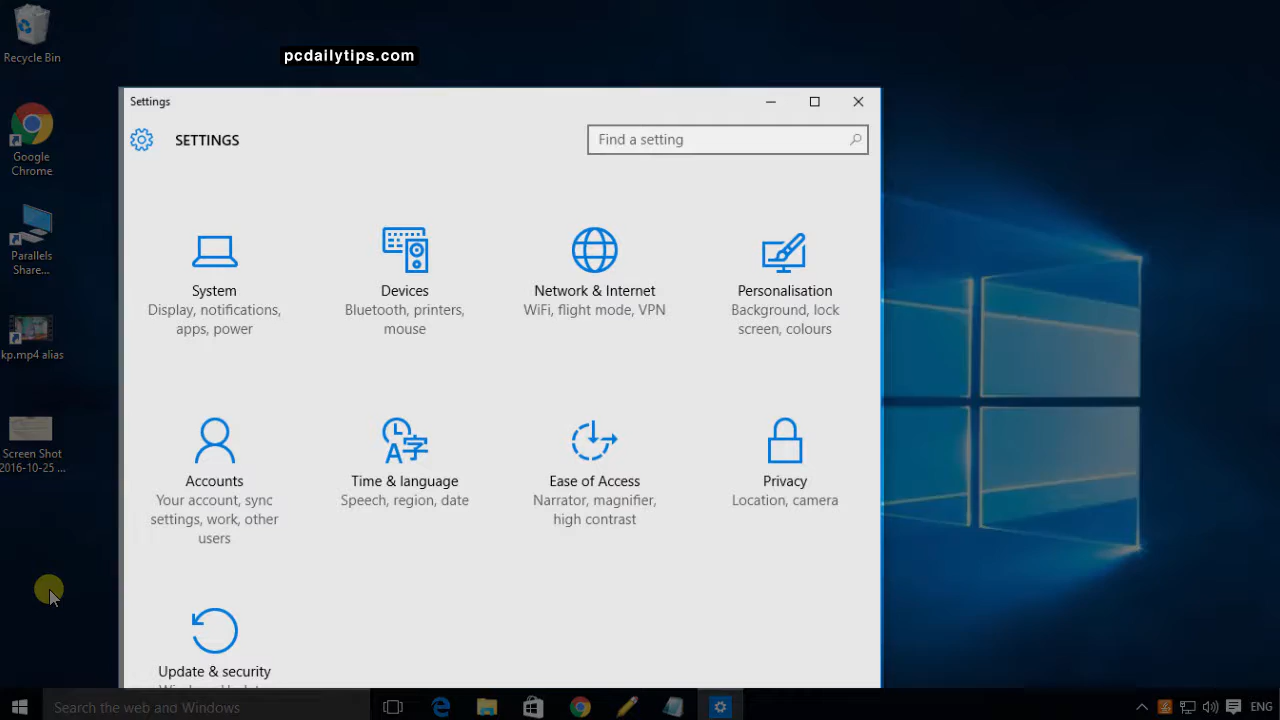 Recycle Bin
pcdailytips.com
Settings
SETTINGS
Find a setting
Google
Chrome
Parallels
Share...
kp.mp4 alias
Screen Shot
2016-10-25 ...
System
Display, notifications,
apps, power
Devices
Bluetooth, printers,
mouse
Network & Internet
WiFi, flight mode, VPN
Personalisation
Background, lock
screen, colours
Accounts
Your account, sync
settings, work, other
users
Time & language
Speech, region, date
Ease of Access
Narrator, magnifier,
high contrast
Privacy
Location, camera
Update & security
Search the web and Windows
ENG